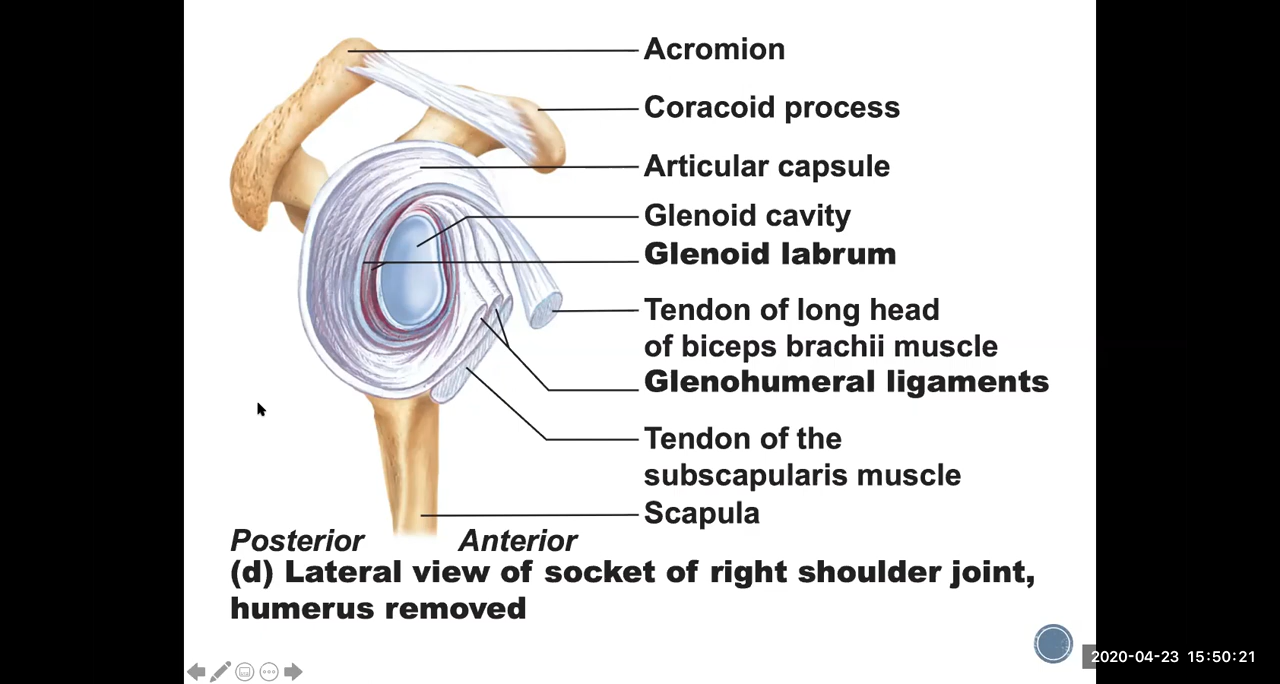 Acromion
Coracoid process
Articular capsule
Glenoid cavity
Glenoid labrum
Tendon of long head
of biceps brachii muscle
Glenohumeral ligaments
Tendon of the
subscapularis muscle
Scapula
Posterior Anterior
(d) Lateral view of socket of right shoulder joint,
humerus removed
2020-04-23 15:50:21